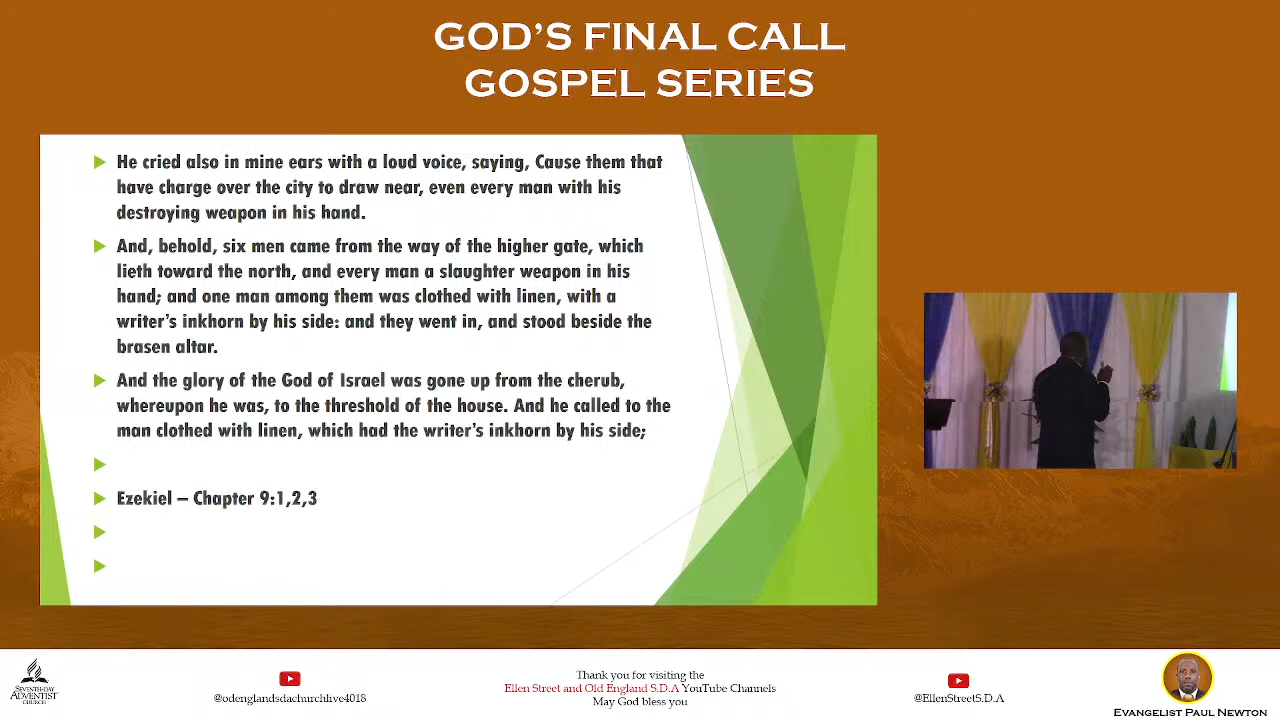 GOD'S FINAL CALL
GOSPEL SERIES
He cried also in mine ears with a loud voice, saying, Cause them that
have charge over the city to draw near, even every man with his
destroying weapon in his hand.
And, behold, six men came from the way of the higher gate, which
lieth toward the north, and every man a slaughter weapon in his
hand; and one man among them was clothed with linen, with a
writer's inkhorn by his side: and they went in, and stood beside the
brasen altar.
And the glory of the God of Israel was gone up from the cherub,
whereupon he was, to the threshold of the house. And he called to the
man clothed with linen, which had the writer's inkhorn by his side;
Ezekiel – Chapter 9:1,2,3
SEVENTH-DAY
ADVENTIST
CHURCH
@odenglandsdachurchlive4018
Thank you for visiting the
Ellen Street and Old England S.D.A YouTube Channels
May God bless you
@EllenStreetS.D.A
EVANGELIST PAUL NEWTON